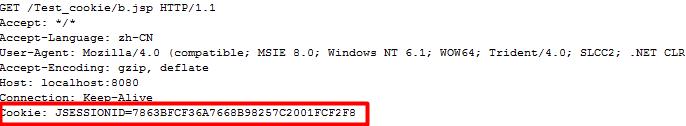 GET /Test_cookie/b.jsp HTTP/1.1
Accept: */*
Accept-Language: zh-CN
User-Agent: Mozilla/4.0 (compatible; MSIE 8.0; Windows NT 6.1; WOW64; Trident/4.0; SLCC2; .NET CLR
Accept-Encoding: gzip, deflate
Host: localhost:8080
Connection: Keep-Alive
Cookie: JSESSIONID=7863BFCF36A7668B98257C2001FCF2F8